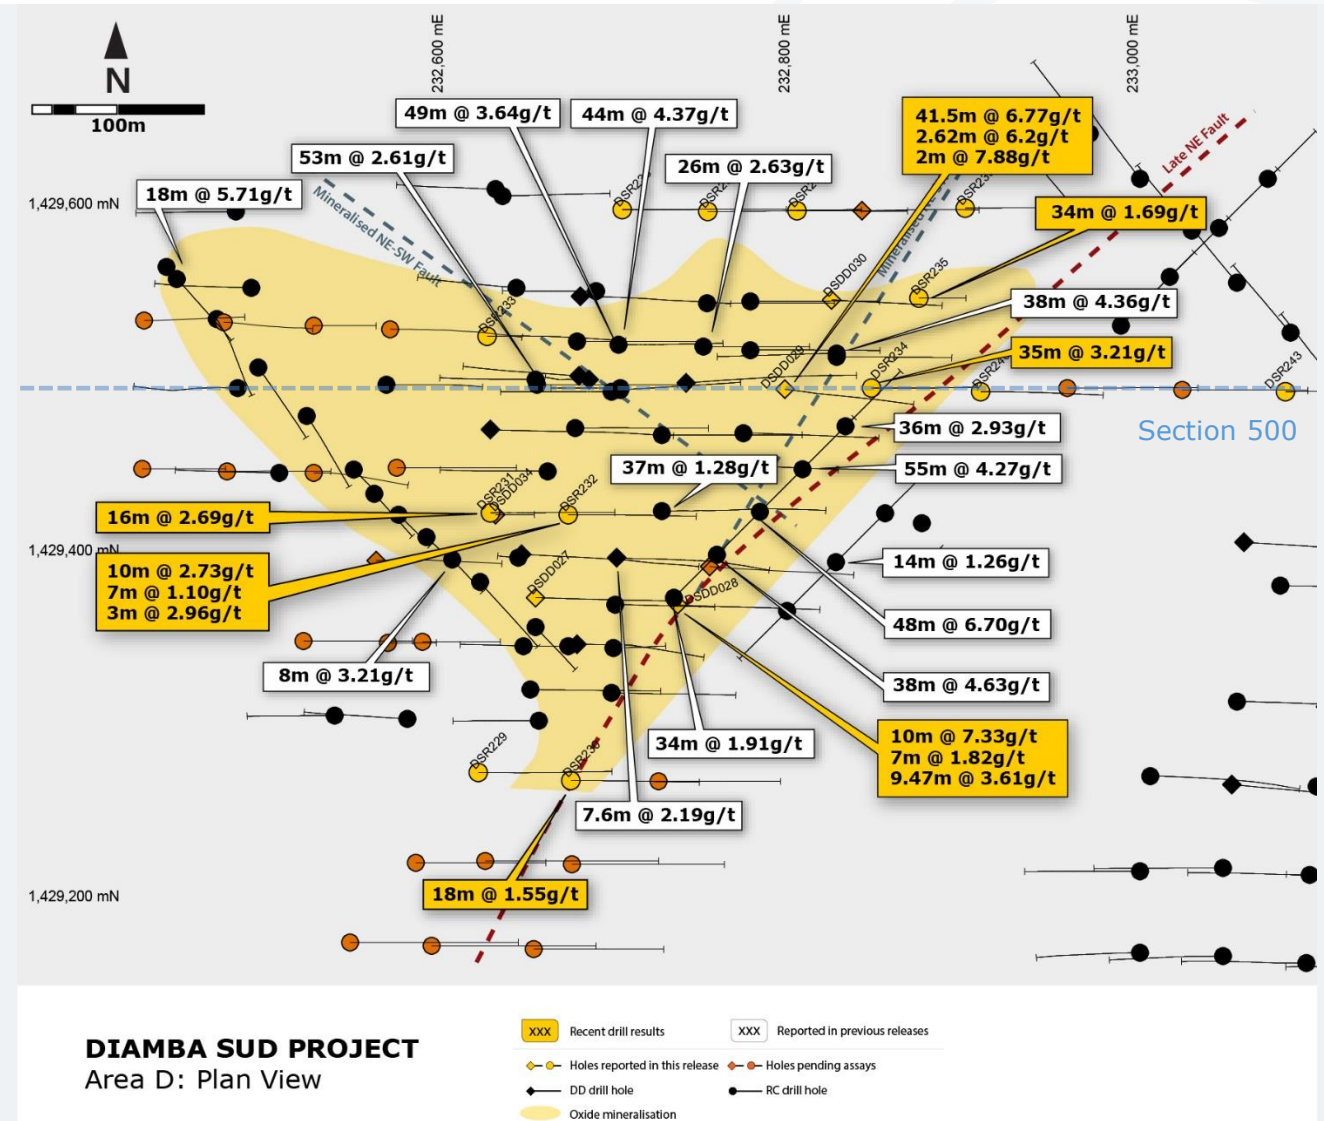 232,600 mE
232,800 mE
233,000 mE
N
100m
49m @ 3.64g/t
44m @ 4.37g/t
41.5m @ 6.77g/t
2.62m @ 6.2g/t
2m @ 7.88g/t
Late NE Fault
53m @ 2.61g/t
26m @ 2.63g/t
18m @ 5.71g/t
Mineralised NE-SW Fault
1,429,600 mN
34m @ 1.69g/t
Mineralised
DSDD030
DSR235
38m @ 4.36g/t
DSR233
35m @ 3.21g/t
DSDD029
DSR234
DSR243
Section 500
36m @ 2.93g/t
37m @ 1.28g/t
55m @ 4.27g/t
DSR231
DSDD034
DSR232
16m @ 2.69g/t
1,429,400 mN
10m @ 2.73g/t
7m @ 1.10g/t
3m @ 2.96g/t
14m @ 1.26g/t
DSDD027
DSDD028
48m @ 6.70g/t
8m @ 3.21g/t
38m @ 4.63g/t
10m @ 7.33g/t
7m @ 1.82g/t
9.47m @ 3.61g/t
34m @ 1.91g/t
DSR229
7.6m @ 2.19g/t
18m @ 1.55g/t
1,429,200 mN
DIAMBA SUD PROJECT
Area D: Plan View
XXX Recent drill results
XXX Reported in previous releases
Holes reported in this release
Holes pending assays
DD drill hole
RC drill hole
Oxide mineralisation